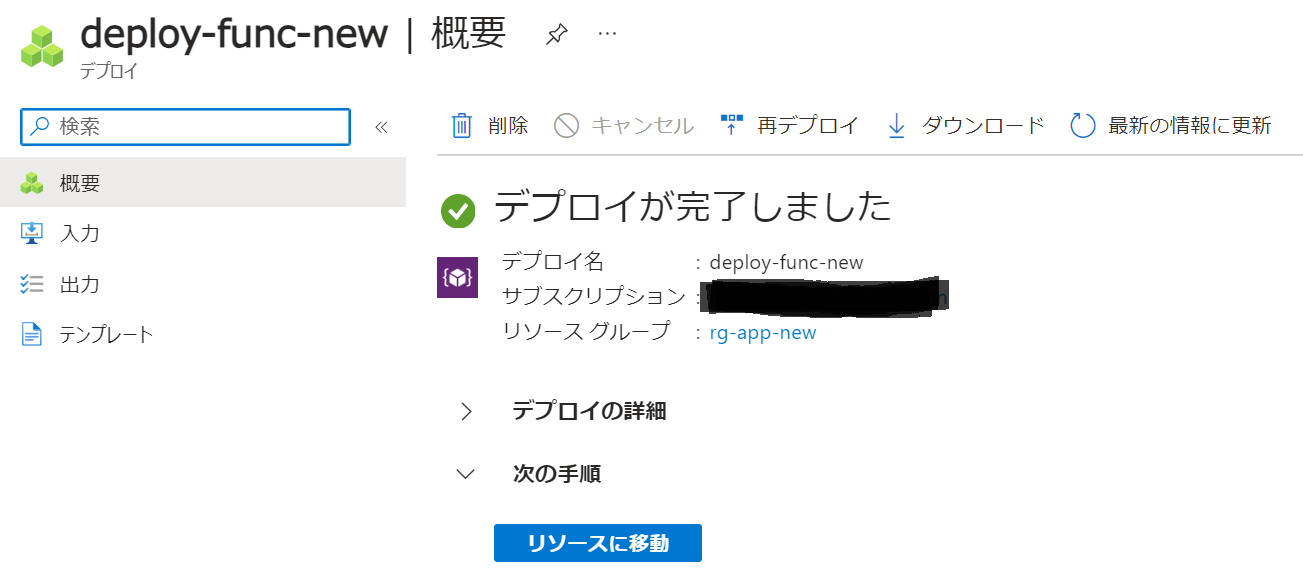 deploy-func-new | 概要
デプロイ
検索
概要
入力
出力
テンプレート
削除 キャンセル 再デプロイ ダウンロード 最新の情報に更新
デプロイが完了しました
デプロイ名 : deploy-func-new
サブスクリプション :
リソース グループ : rg-app-new
デプロイの詳細
次の手順
リソースに移動